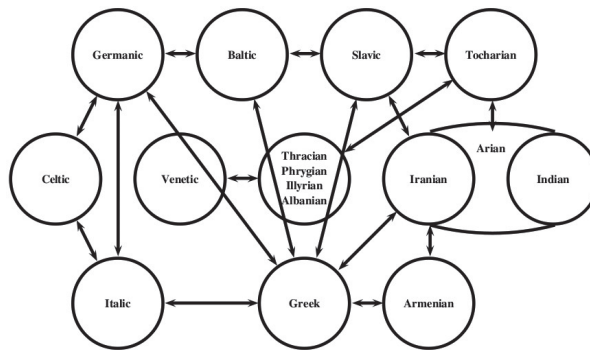 Germanic
Baltic
Slavic
Tocharian
Arian
Celtic
Venetic
Thracian
Phrygian
Illyrian
Albanian
Iranian
Indian
Italic
Greek
Armenian